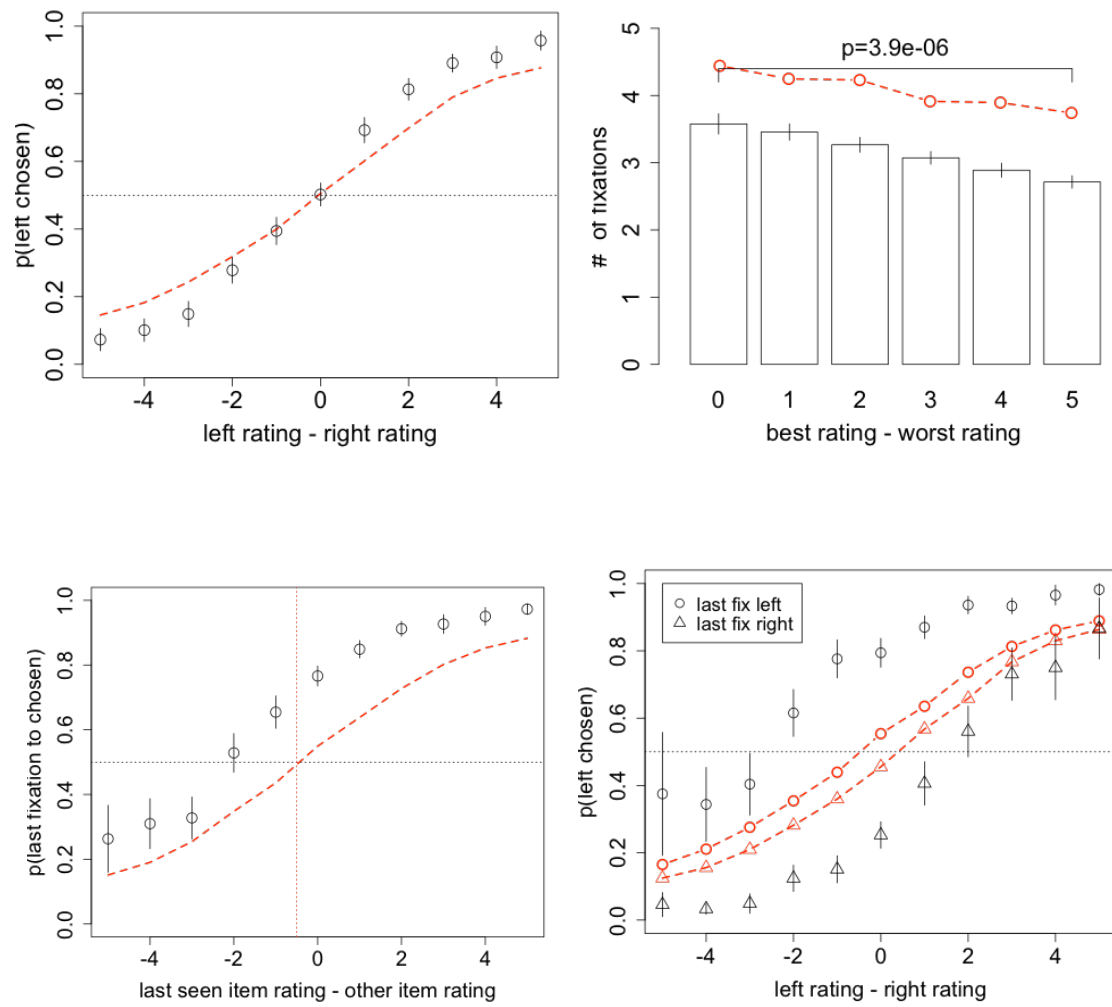 p(left chosen)
0.0 0.2 0.4 0.6 0.8 1.0
-4 -2 0 2 4
left rating - right rating
# of fixations
0 1 2 3 4 5
p=3.9e-06
0 1 2 3 4 5
best rating - worst rating
p(last fixation to chosen)
0.0 0.2 0.4 0.6 0.8 1.0
-4 -2 0 2 4
last seen item rating - other item rating
p(left chosen)
0.0 0.2 0.4 0.6 0.8 1.0
last fix left
last fix right
-4 -2 0 2 4
left rating - right rating